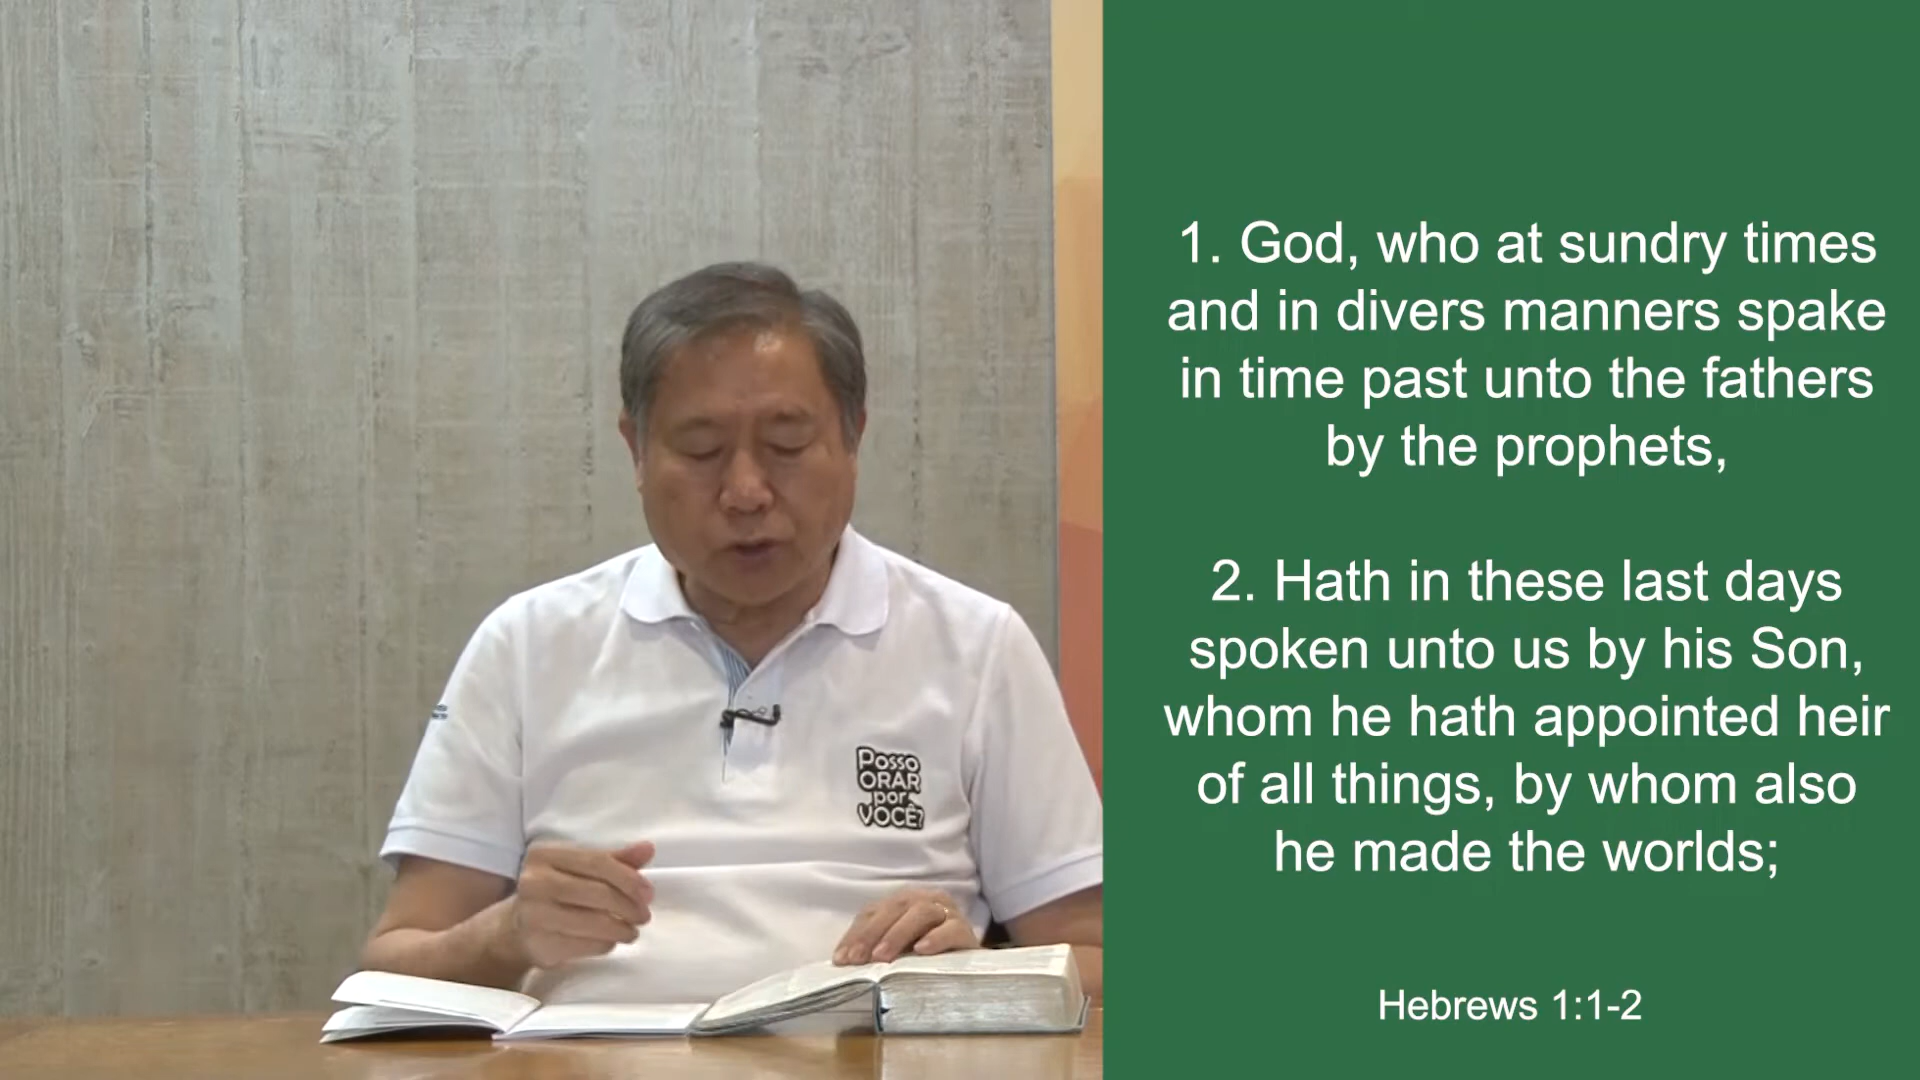 1. God, who at sundry times
and in divers manners spake
in time past unto the fathers
by the prophets,
2. Hath in these last days
spoken unto us by his Son,
whom he hath appointed heir
of all things, by whom also
he made the worlds;
Hebrews 1:1-2
Posso
ORAR
por
VOCÊ?